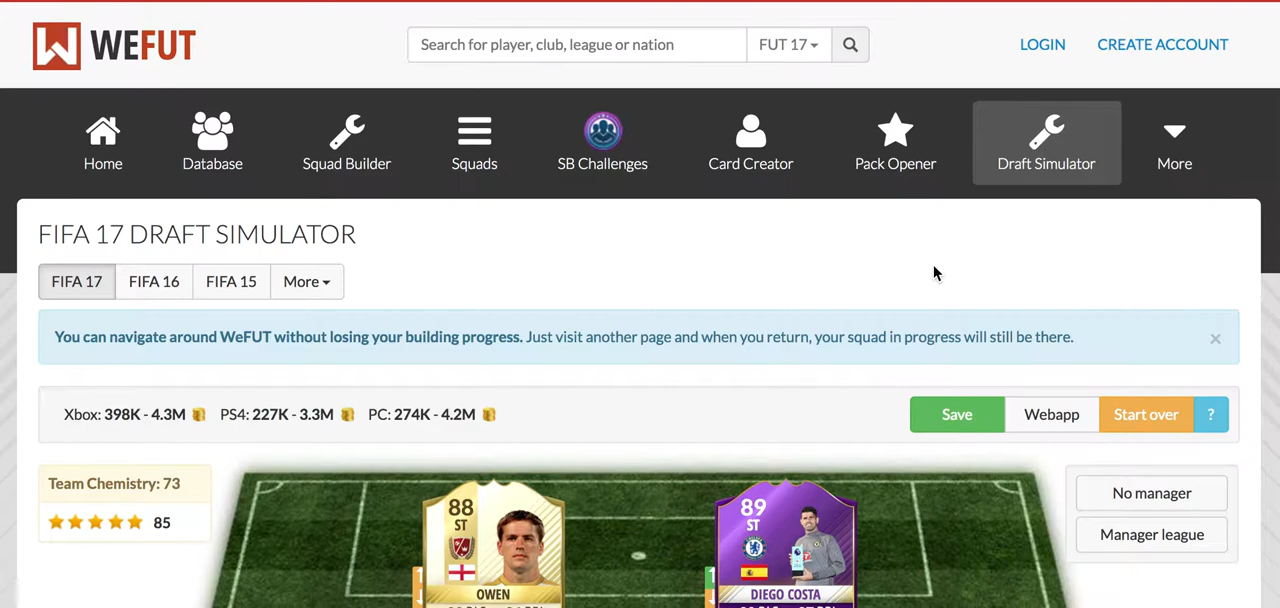 WEFUT
Search for player, club, league or nation
FUT 17
LOGIN
CREATE ACCOUNT
Home
Database
Squad Builder
Squads
SB Challenges
Card Creator
Pack Opener
Draft Simulator
More
FIFA 17 DRAFT SIMULATOR
FIFA 17
FIFA 16
FIFA 15
More
You can navigate around WeFUT without losing your building progress. Just visit another page and when you return, your squad in progress will still be there.
×
Xbox: 398K - 4.3M
PS4: 227K - 3.3M
PC: 274K - 4.2M
Save
Webapp
Start over
?
Team Chemistry: 73
85
88
ST
OWEN
89
ST
DIEGO COSTA
No manager
Manager league